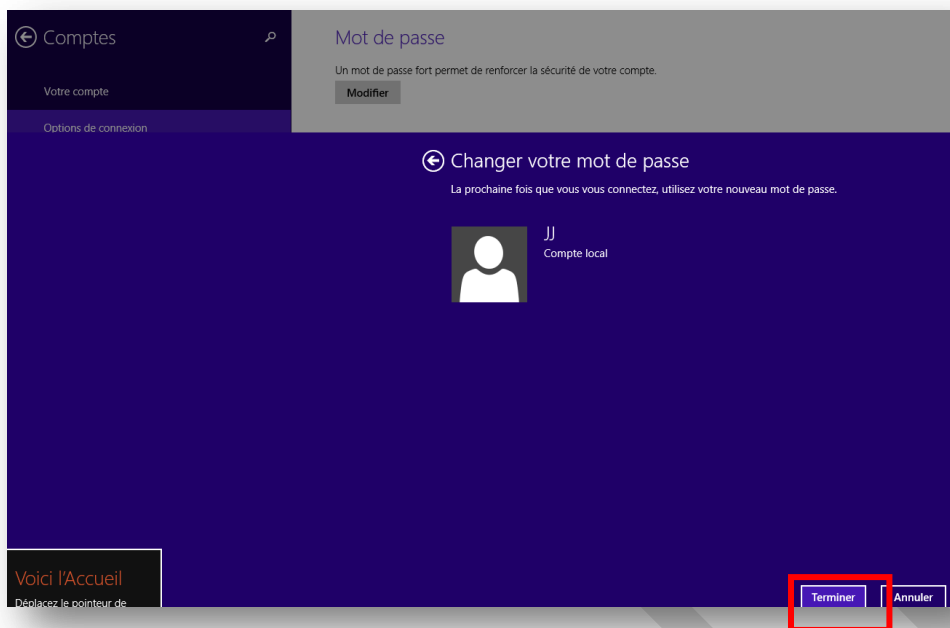 Comptes
Votre compte
Options de connexion
Mot de passe
Un mot de passe fort permet de renforcer la sécurité de votre compte.
Modifier
Changer votre mot de passe
La prochaine fois que vous vous connectez, utilisez votre nouveau mot de passe.
JJ
Compte local
Voici l'Accueil
Déplacez le pointeur de
Terminer
Annuler